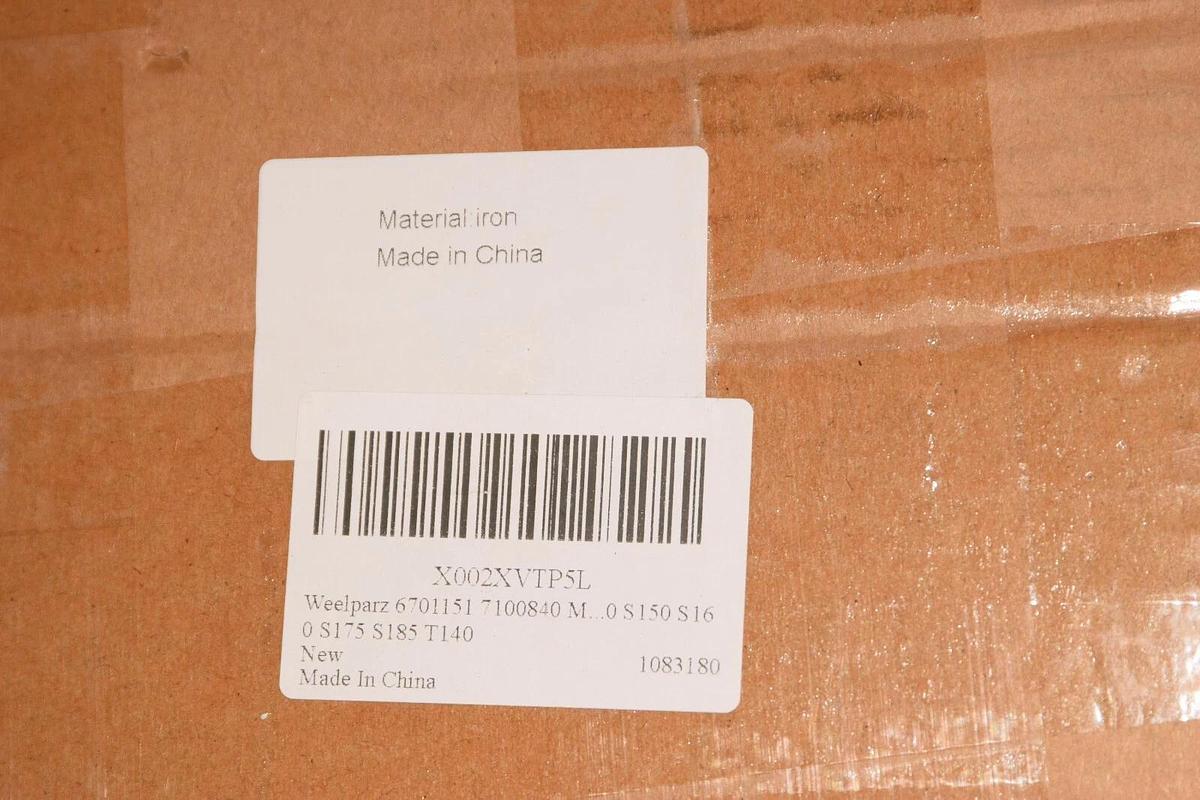 Material:iron
Made in China
X002XVTP5L
Weelparz 6701151 7100840 M...0 S150 S16
0 S175 S185 T140
New
1083180
Made In China